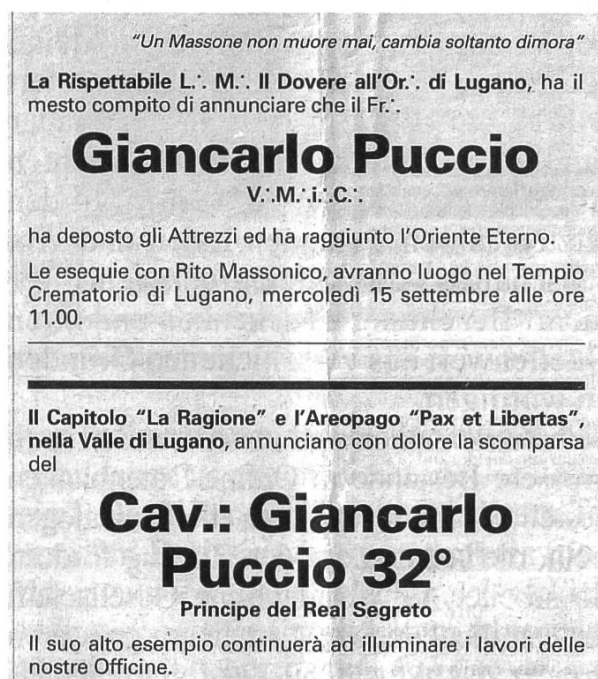 "Un Massone non muore mai, cambia soltanto dimora"
La Rispettabile L∴ M∴ Il Dovere all'Or∴ di Lugano, ha il
mesto compito di annunciare che il Fr∴
Giancarlo Puccio
V∴M∴i∴C∴
ha deposto gli Attrezzi ed ha raggiunto l'Oriente Eterno.
Le esequie con Rito Massonico, avranno luogo nel Tempio
Crematorio di Lugano, mercoledì 15 settembre alle ore
11.00.
Il Capitolo "La Ragione" e l'Areopago "Pax et Libertas",
nella Valle di Lugano, annunciano con dolore la scomparsa
del
Cav.: Giancarlo
Puccio 32°
Principe del Real Segreto
Il suo alto esempio continuerà ad illuminare i lavori delle
nostre Officine.